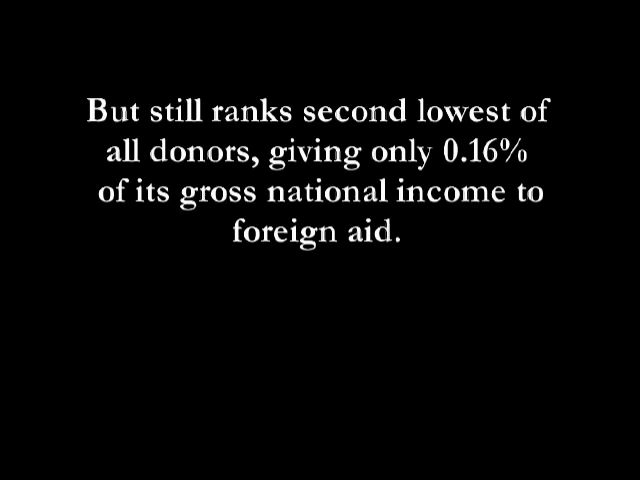 But still ranks second lowest of
all donors, giving only 0.16%
of its gross national income to
foreign aid.